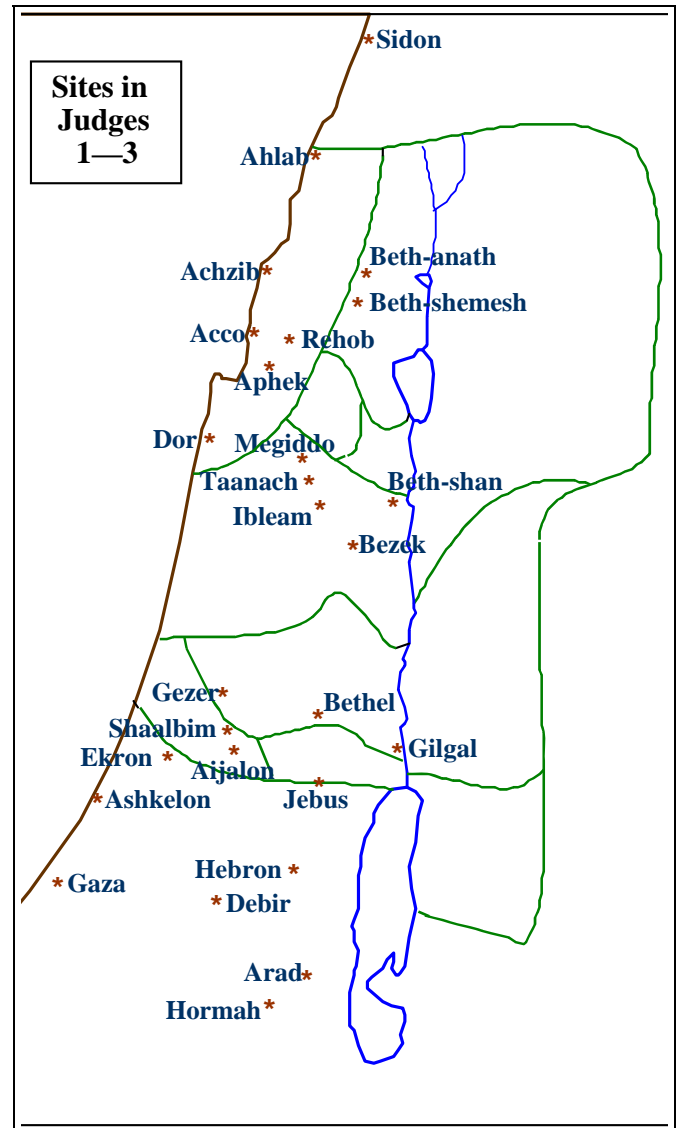 Sidon
Sites in
Judges
1—3
Ahlab
Beth-anath
Achzib
Beth-shemesh
Acco
Rehob
Aphek
Dor
Megiddo
Taanach
Beth-shan
Ibleam
Bezek
Gezer
Bethel
Shaalbim
Gilgal
Ekron
Aijalon
Ashkelon
Jebus
Hebron
Gaza
Debir
Arad
Hormah